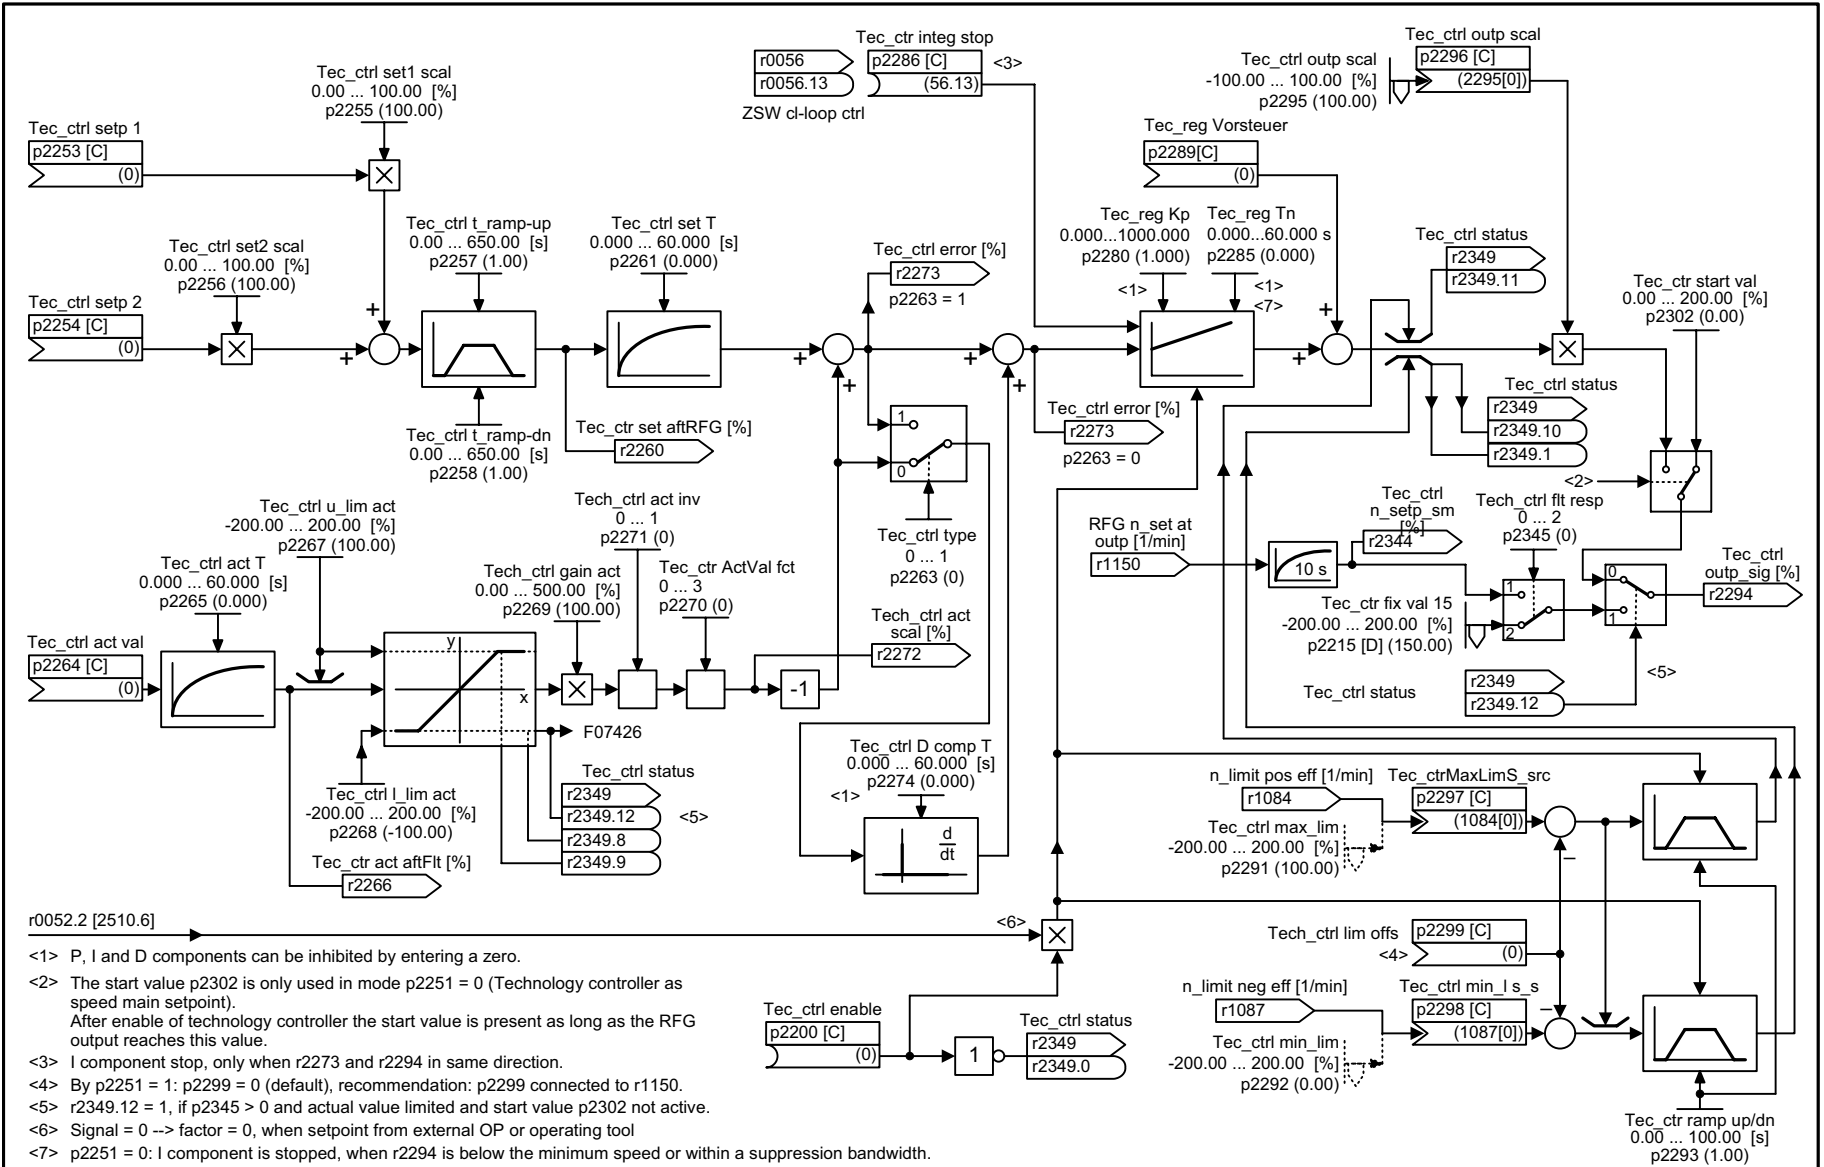 Tec_ctr integ stop
r0056
r0056.13
ZSW cl-loop ctrl
p2286 [C]
(56.13)
<3>
Tec_ctrl outp scal
-100.00 ... 100.00 [%]
p2295 (100.00)
Tec_ctrl outp scal
p2296 [C]
(2295[0])
Tec_ctrl set1 scal
0.00 ... 100.00 [%]
p2255 (100.00)
Tec_ctrl setp 1
p2253 [C]
(0)
×
Tec_reg Vorsteuer
p2289[C]
(0)
Tec_ctrl set2 scal
0.00 ... 100.00 [%]
p2256 (100.00)
Tec_ctrl setp 2
p2254 [C]
(0)
×
+
+
Tec_ctrl t_ramp-up
0.00 ... 650.00 [s]
p2257 (1.00)
Tec_ctrl t_ramp-dn
0.00 ... 650.00 [s]
p2258 (1.00)
Tec_ctrl set T
0.000 ... 60.000 [s]
p2261 (0.000)
Tec_ctr set aftRFG [%]
r2260
Tec_ctrl error [%]
r2273
p2263 = 1
+
+
+
+
Tec_ctrl error [%]
r2273
p2263 = 0
Tec_reg Kp
0.000...1000.000
p2280 (1.000)
<1>
Tec_reg Tn
0.000...60.000 s
p2285 (0.000)
<1>
<7>
+
+
Tec_ctrl status
r2349
r2349.11
×
Tec_ctr start val
0.00 ... 200.00 [%]
p2302 (0.00)
Tec_ctrl status
r2349
r2349.10
r2349.1
<2>
1
0
Tec_ctrl type
0 ... 1
p2263 (0)
Tec_ctrl u_lim act
-200.00 ... 200.00 [%]
p2267 (100.00)
Tec_ctrl act T
0.000 ... 60.000 [s]
p2265 (0.000)
Tec_ctrl act val
p2264 [C]
(0)
y
x
Tec_ctrl l_lim act
-200.00 ... 200.00 [%]
p2268 (-100.00)
Tec_ctr act aftFlt [%]
r2266
Tech_ctrl act inv
0 ... 1
p2271 (0)
Tech_ctrl gain act
0.00 ... 500.00 [%]
p2269 (100.00)
×
Tec_ctr ActVal fct
0 ... 3
p2270 (0)
Tech_ctrl act
scal [%]
r2272
-1
F07426
Tec_ctrl status
r2349
r2349.12
<5>
r2349.8
r2349.9
Tec_ctrl D comp T
0.000 ... 60.000 [s]
p2274 (0.000)
<1>
d
dt
RFG n_set at
outp [1/min]
r1150
10 s
Tec_ctrl
n_setp_sm
[%]
r2344
Tech_ctrl flt resp
0 ... 2
p2345 (0)
Tec_ctr fix val 15
-200.00 ... 200.00 [%]
p2215 [D] (150.00)
1
2
0
1
Tec_ctrl
outp_sig [%]
r2294
<5>
Tec_ctrl status
r2349
r2349.12
n_limit pos eff [1/min]
r1084
Tec_ctrl max_lim
-200.00 ... 200.00 [%]
p2291 (100.00)
Tec_ctrMaxLimS_src
p2297 [C]
(1084[0])
–
Tech_ctrl lim offs
<4>
p2299 [C]
(0)
n_limit neg eff [1/min]
r1087
Tec_ctrl min_lim
-200.00 ... 200.00 [%]
p2292 (0.00)
Tec_ctrl min_l s_s
p2298 [C]
(1087[0])
–
Tec_ctr ramp up/dn
0.00 ... 100.00 [s]
p2293 (1.00)
r0052.2 [2510.6]
<6>
×
Tec_ctrl enable
p2200 [C]
(0)
1
Tec_ctrl status
r2349
r2349.0
<1> P, I and D components can be inhibited by entering a zero.
<2> The start value p2302 is only used in mode p2251 = 0 (Technology controller as
speed main setpoint).
After enable of technology controller the start value is present as long as the RFG
output reaches this value.
<3> I component stop, only when r2273 and r2294 in same direction.
<4> By p2251 = 1: p2299 = 0 (default), recommendation: p2299 connected to r1150.
<5> r2349.12 = 1, if p2345 > 0 and actual value limited and start value p2302 not active.
<6> Signal = 0 --> factor = 0, when setpoint from external OP or operating tool
<7> p2251 = 0: I component is stopped, when r2294 is below the minimum speed or within a suppression bandwidth.